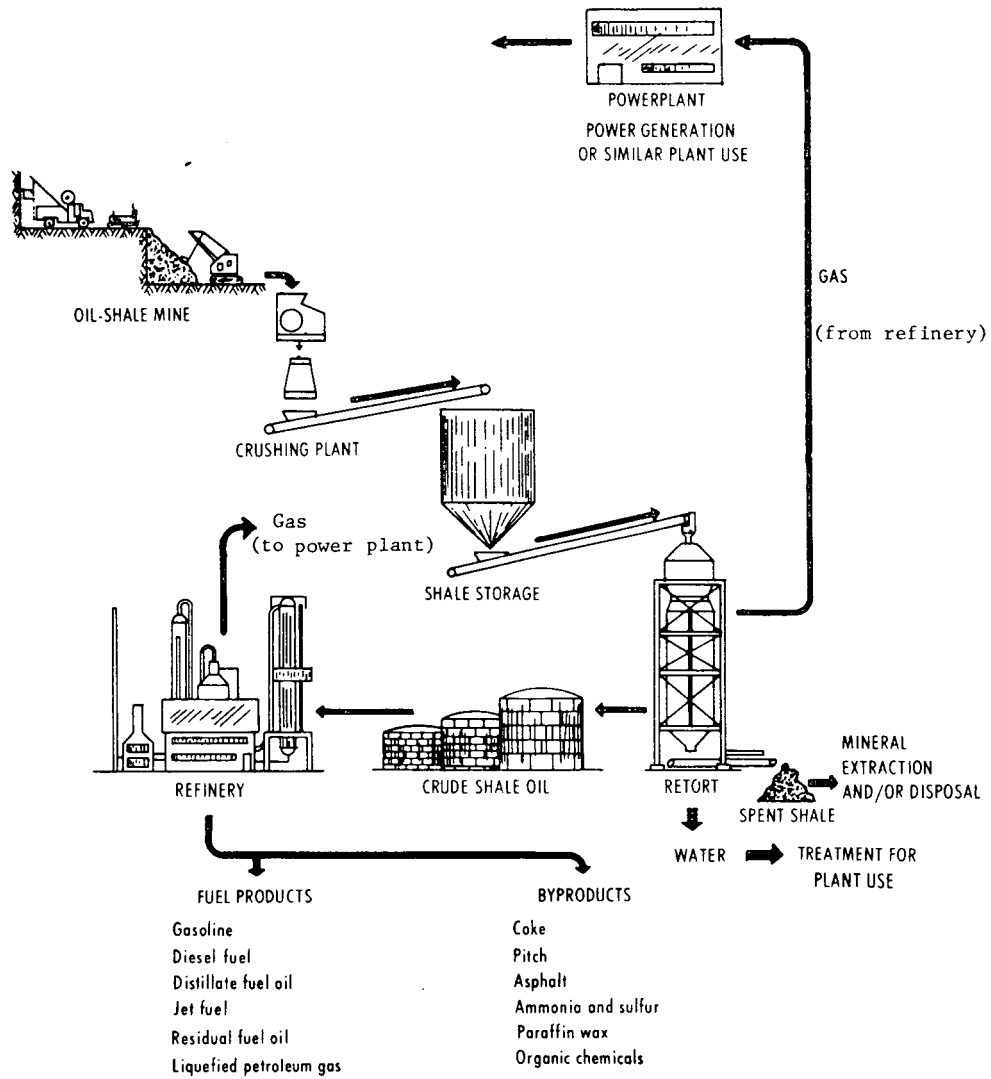 POWERPLANT
POWER GENERATION
OR SIMILAR PLANT USE
OIL-SHALE MINE
GAS
(from refinery)
CRUSHING PLANT
Gas
(to power plant)
SHALE STORAGE
REFINERY
CRUDE SHALE OIL
RETORT
MINERAL
EXTRACTION
AND/OR DISPOSAL
SPENT SHALE
WATER
TREATMENT FOR
PLANT USE
FUEL PRODUCTS
Gasoline
Diesel fuel
Distillate fuel oil
Jet fuel
Residual fuel oil
Liquefied petroleum gas
BYPRODUCTS
Coke
Pitch
Asphalt
Ammonia and sulfur
Paraffin wax
Organic chemicals